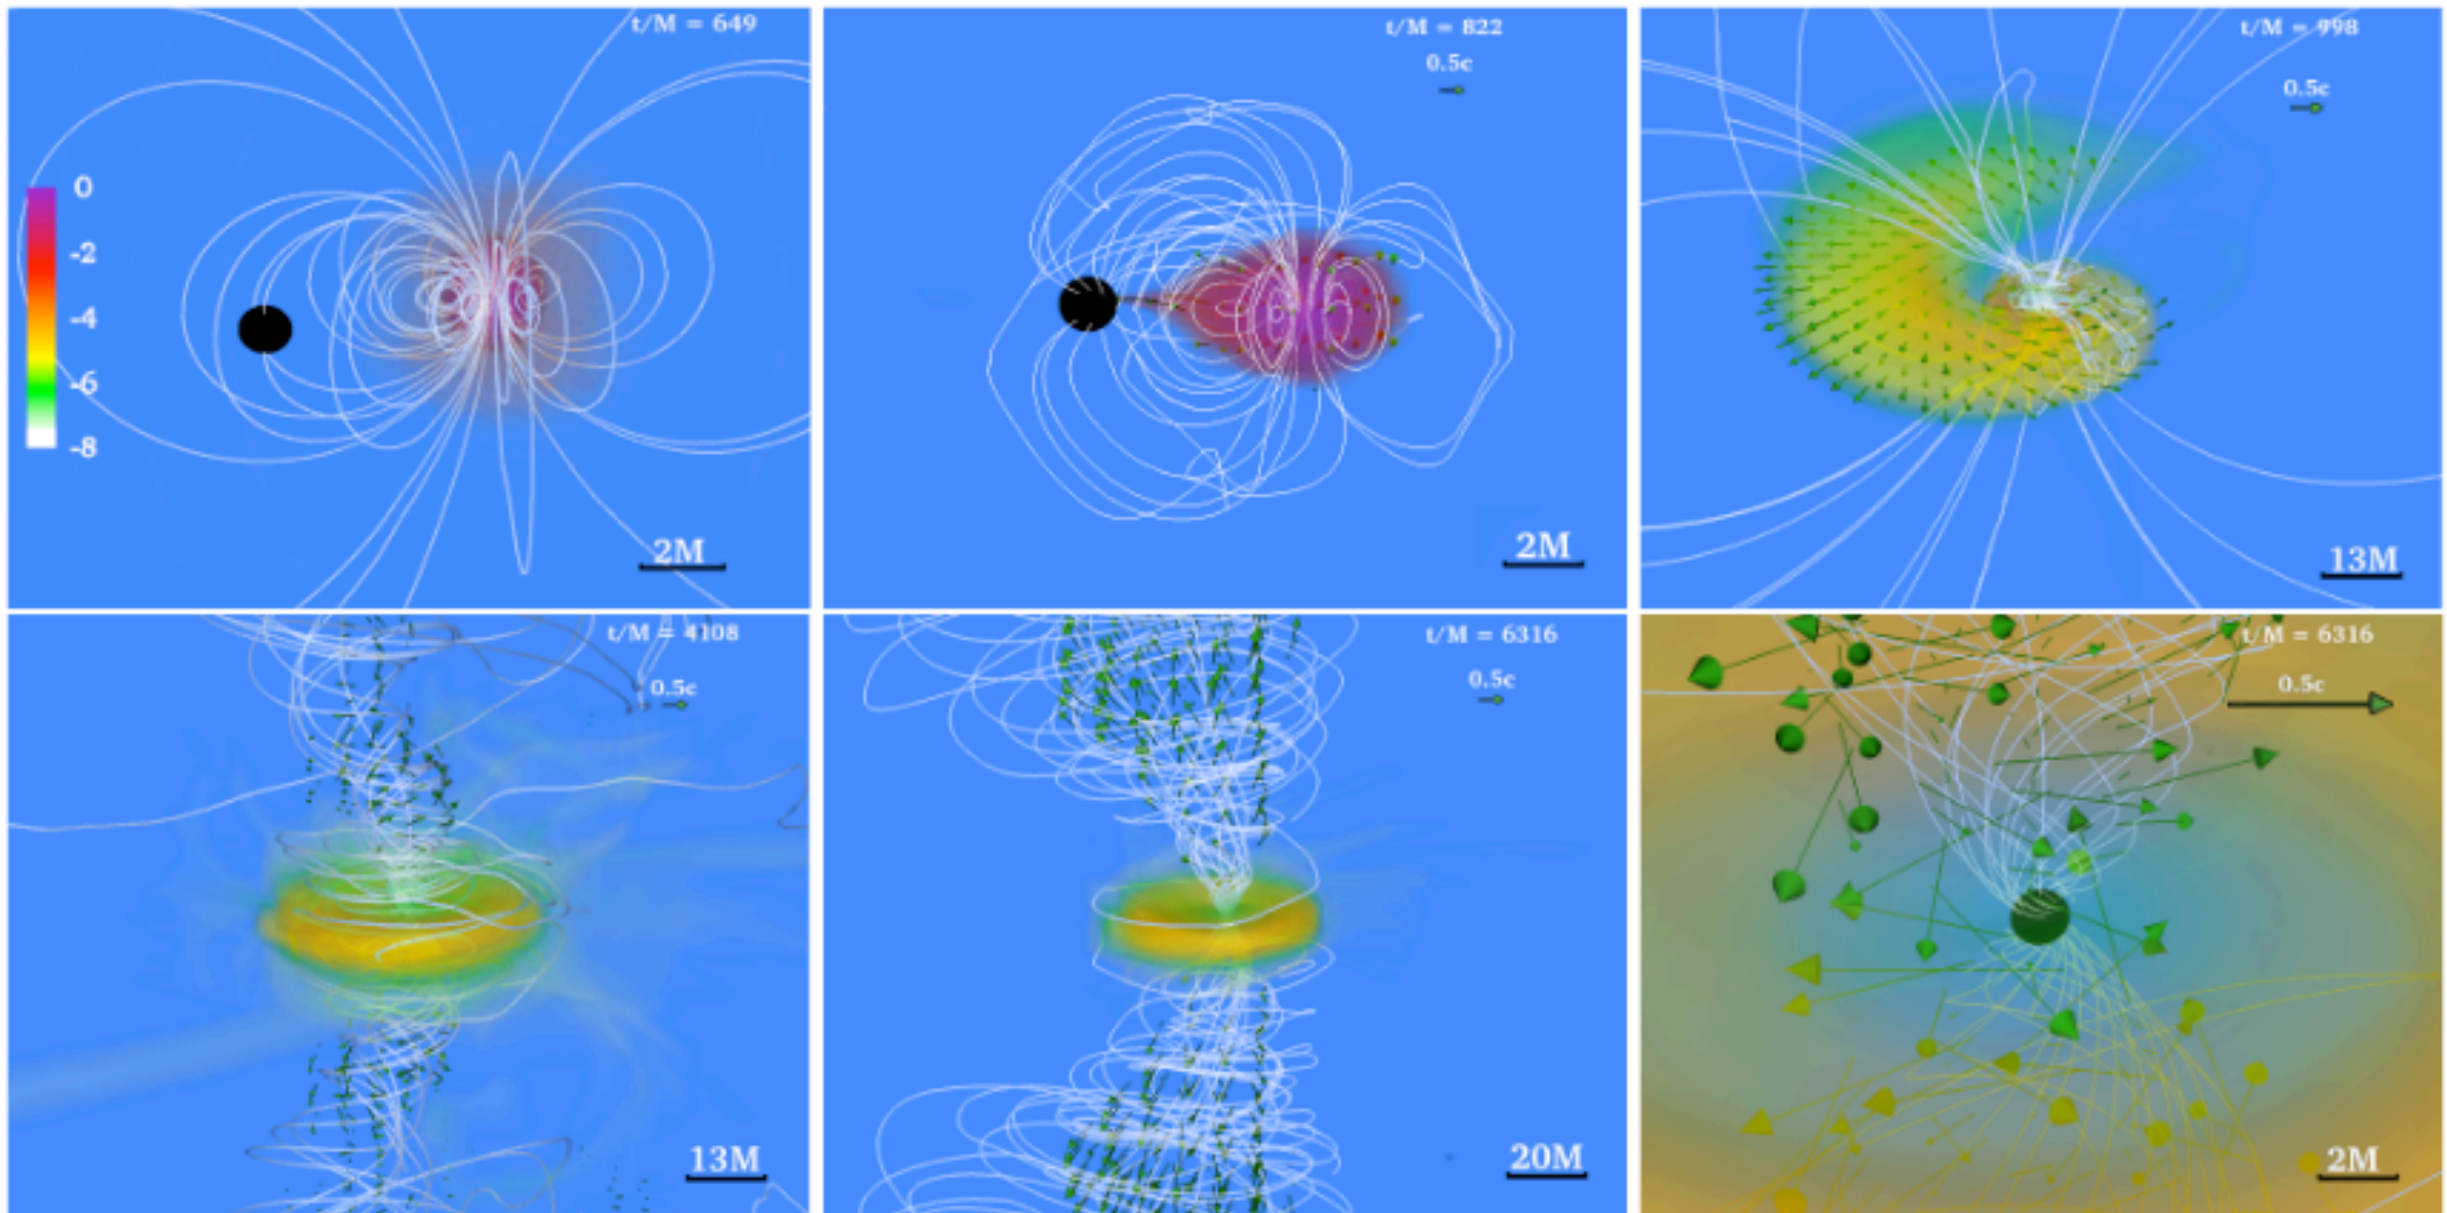 t/M = 649
0
-2
-4
-6
-8
2M
t/M = 822
0.5c
2M
t/M = 998
0.5c
13M
t/M = 4108
0.5c
13M
t/M = 6316
0.5c
20M
t/M = 6316
0.5c
2M